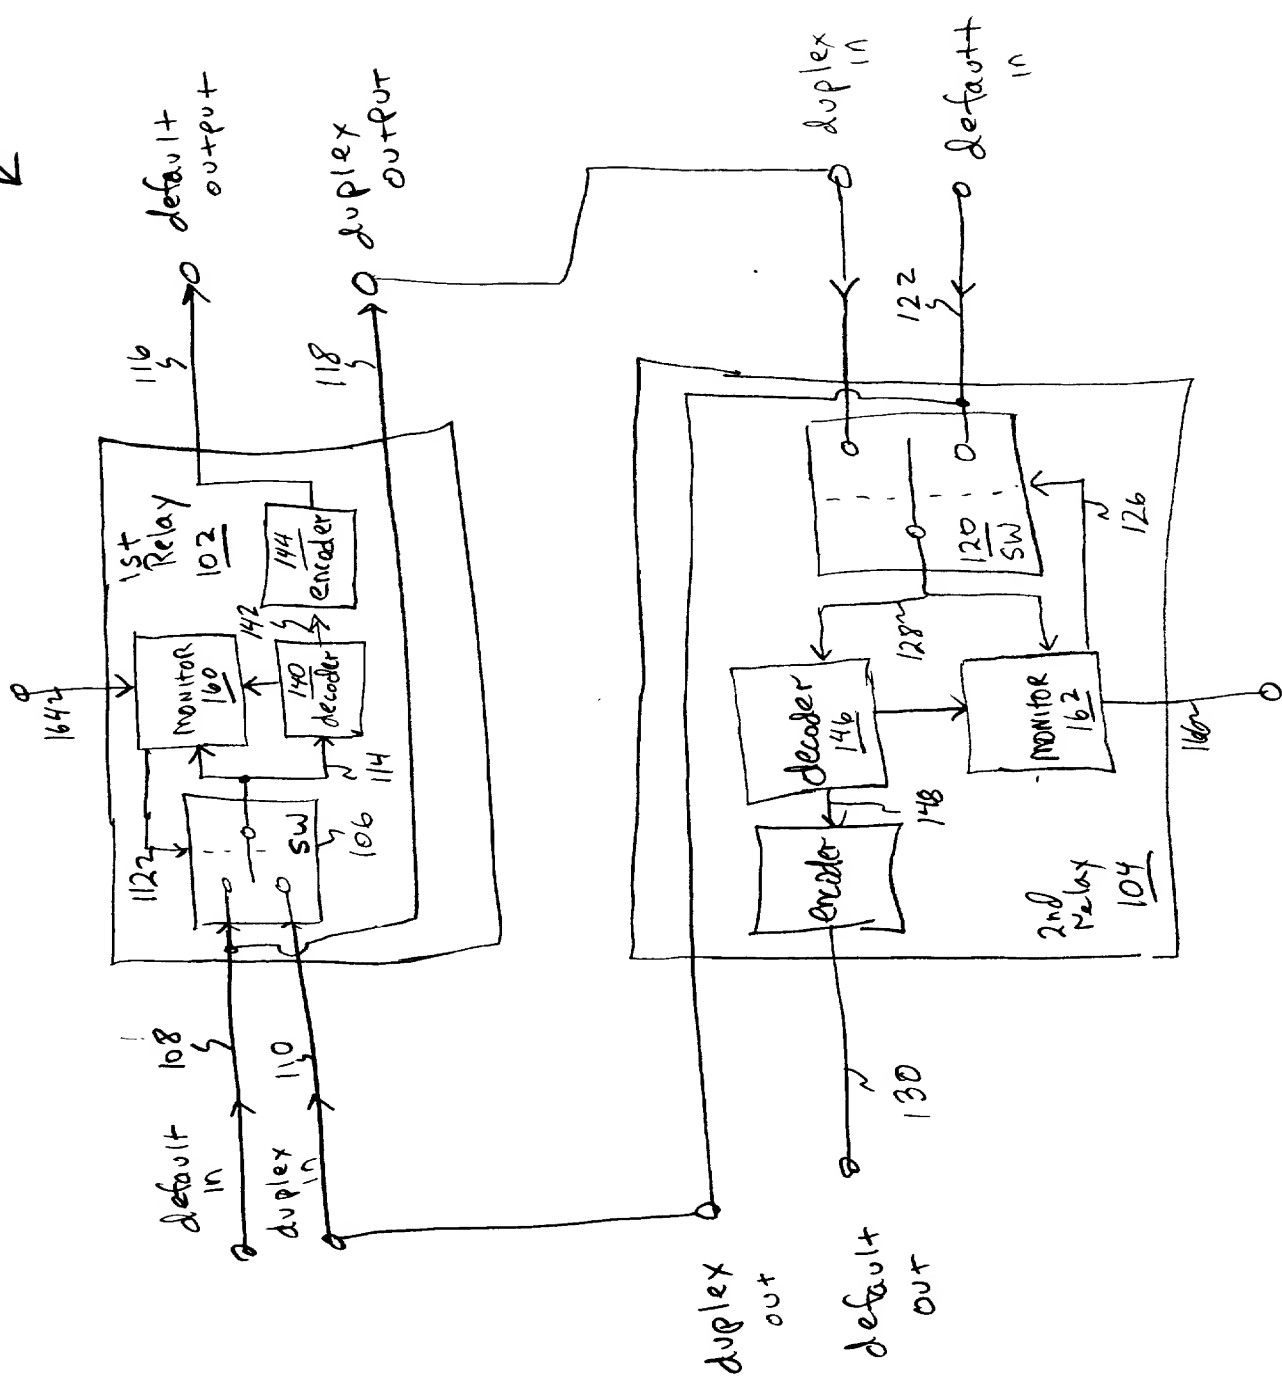 default
output
duplex
output
116
118
1st
Relay
102
144
encoder
142
140
decoder
MONITOR
160
164
112
114
SW
106
default
in
108
duplex
in
110
duplex
in
default
in
122
120
SW
126
128
decoder
146
MONITOR
162
148
encoder
2nd
relay
104
130
duplex
out
default
out